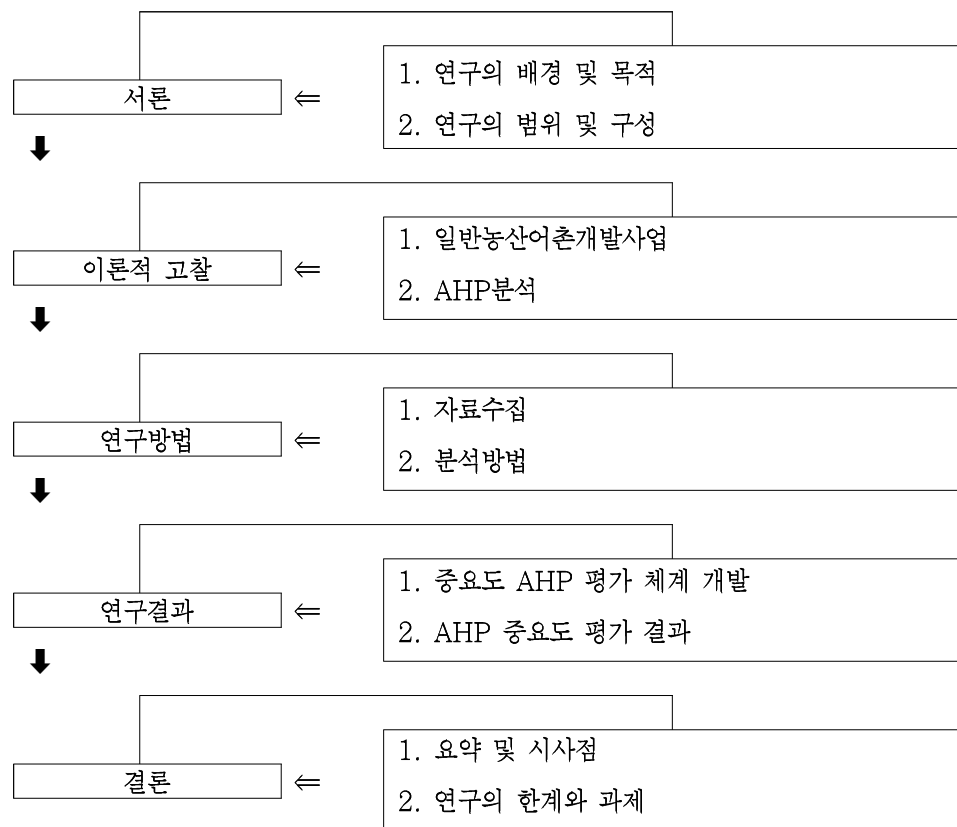 1. 연구의 배경 및 목적
서론 ⇐
2. 연구의 범위 및 구성
⬇
1. 일반농산어촌개발사업
이론적 고찰 ⇐
2. AHP분석
⬇
1. 자료수집
연구방법 ⇐
2. 분석방법
⬇
1. 중요도 AHP 평가 체계 개발
연구결과 ⇐
2. AHP 중요도 평가 결과
⬇
1. 요약 및 시사점
결론 ⇐
2. 연구의 한계와 과제